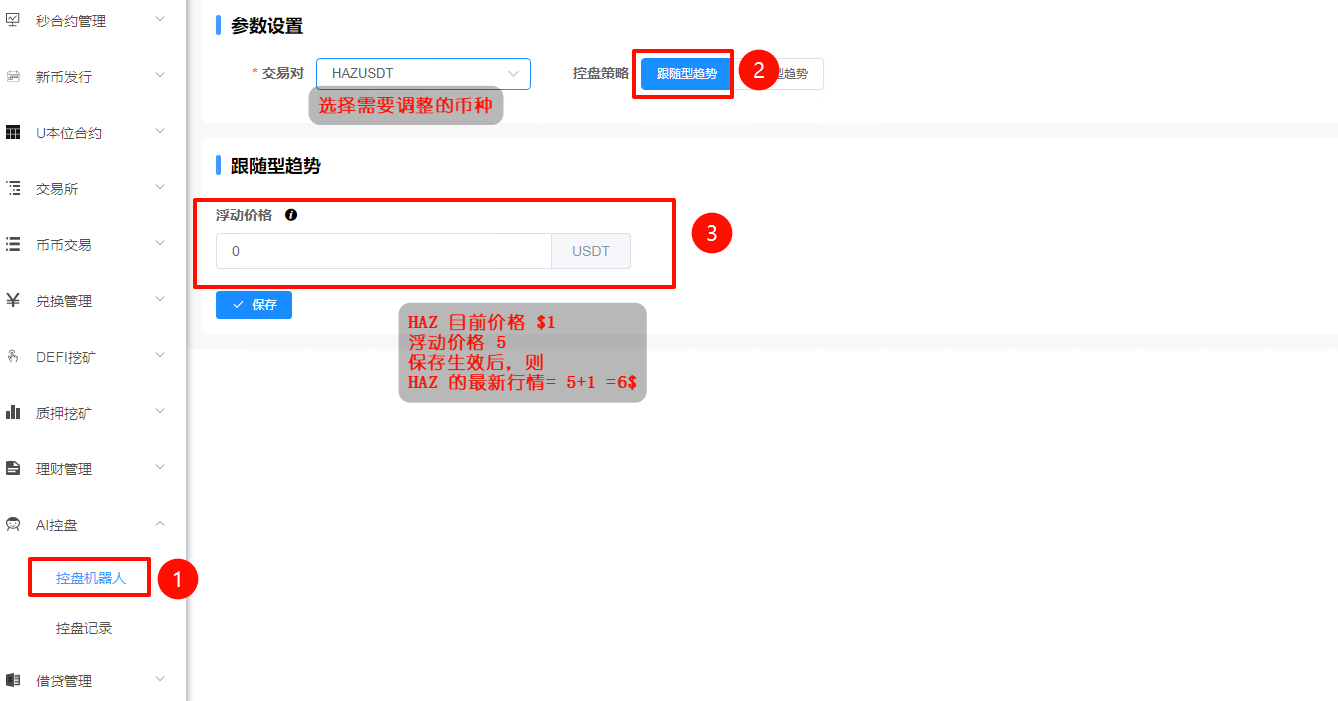 秒合约管理
新币发行
U本位合约
交易所
币币交易
兑换管理
DEFI挖矿
质押挖矿
理财管理
AI控盘
控盘机器人
1
控盘记录
借贷管理
参数设置
* 交易对 HAZUSDT 控盘策略 跟随型趋势 2 型趋势
选择需要调整的币种
跟随型趋势
浮动价格
0 USDT
3
保存
HAZ 目前价格 $1
浮动价格 5
保存生效后，则
HAZ 的最新行情= 5+1 =6$